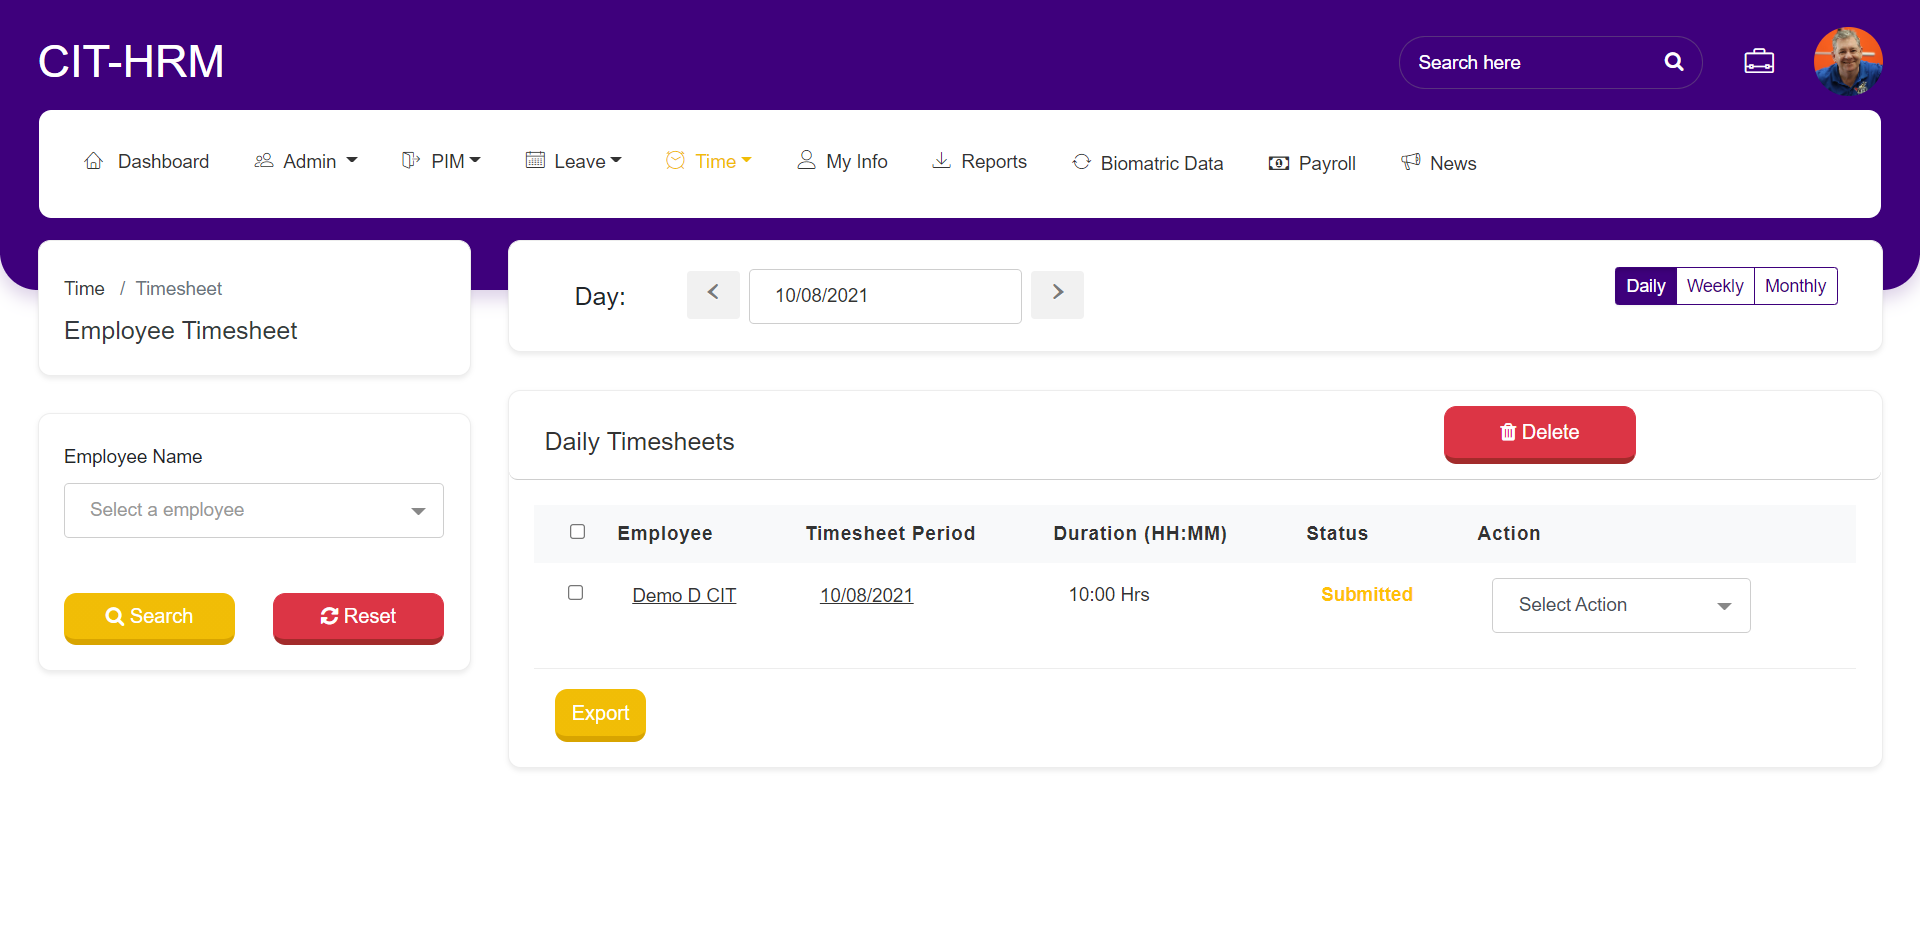 CIT-HRM
Search here
Dashboard Admin PIM Leave Time My Info Reports Biomatric Data Payroll News
Time / Timesheet
Employee Timesheet
Day: < 10/08/2021 > Daily Weekly Monthly
Employee Name
Select a employee
Search Reset
Daily Timesheets Delete
Employee Timesheet Period Duration (HH:MM) Status Action
Demo D CIT 10/08/2021 10:00 Hrs Submitted Select Action
Export